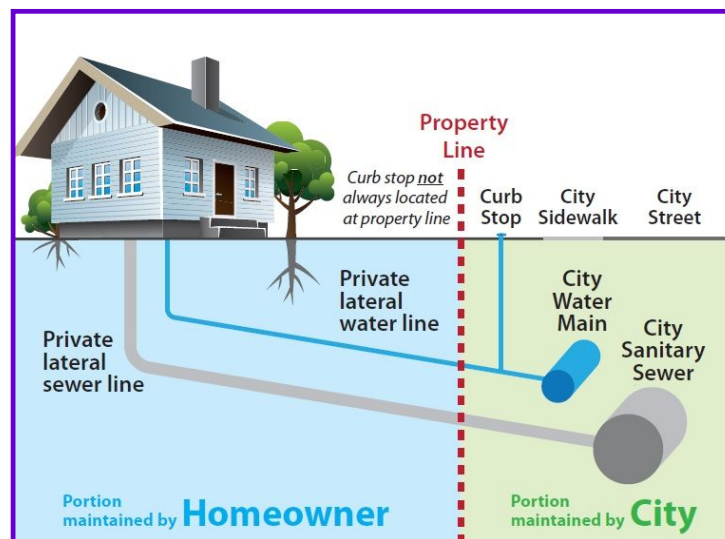 Property
Line
Curb stop not
always located
at property line
Curb
Stop
City
Sidewalk
City
Street
Private
lateral
water line
City
Water
Main
Private
lateral
sewer line
City
Sanitary
Sewer
Portion
maintained by Homeowner
Portion
maintained by City